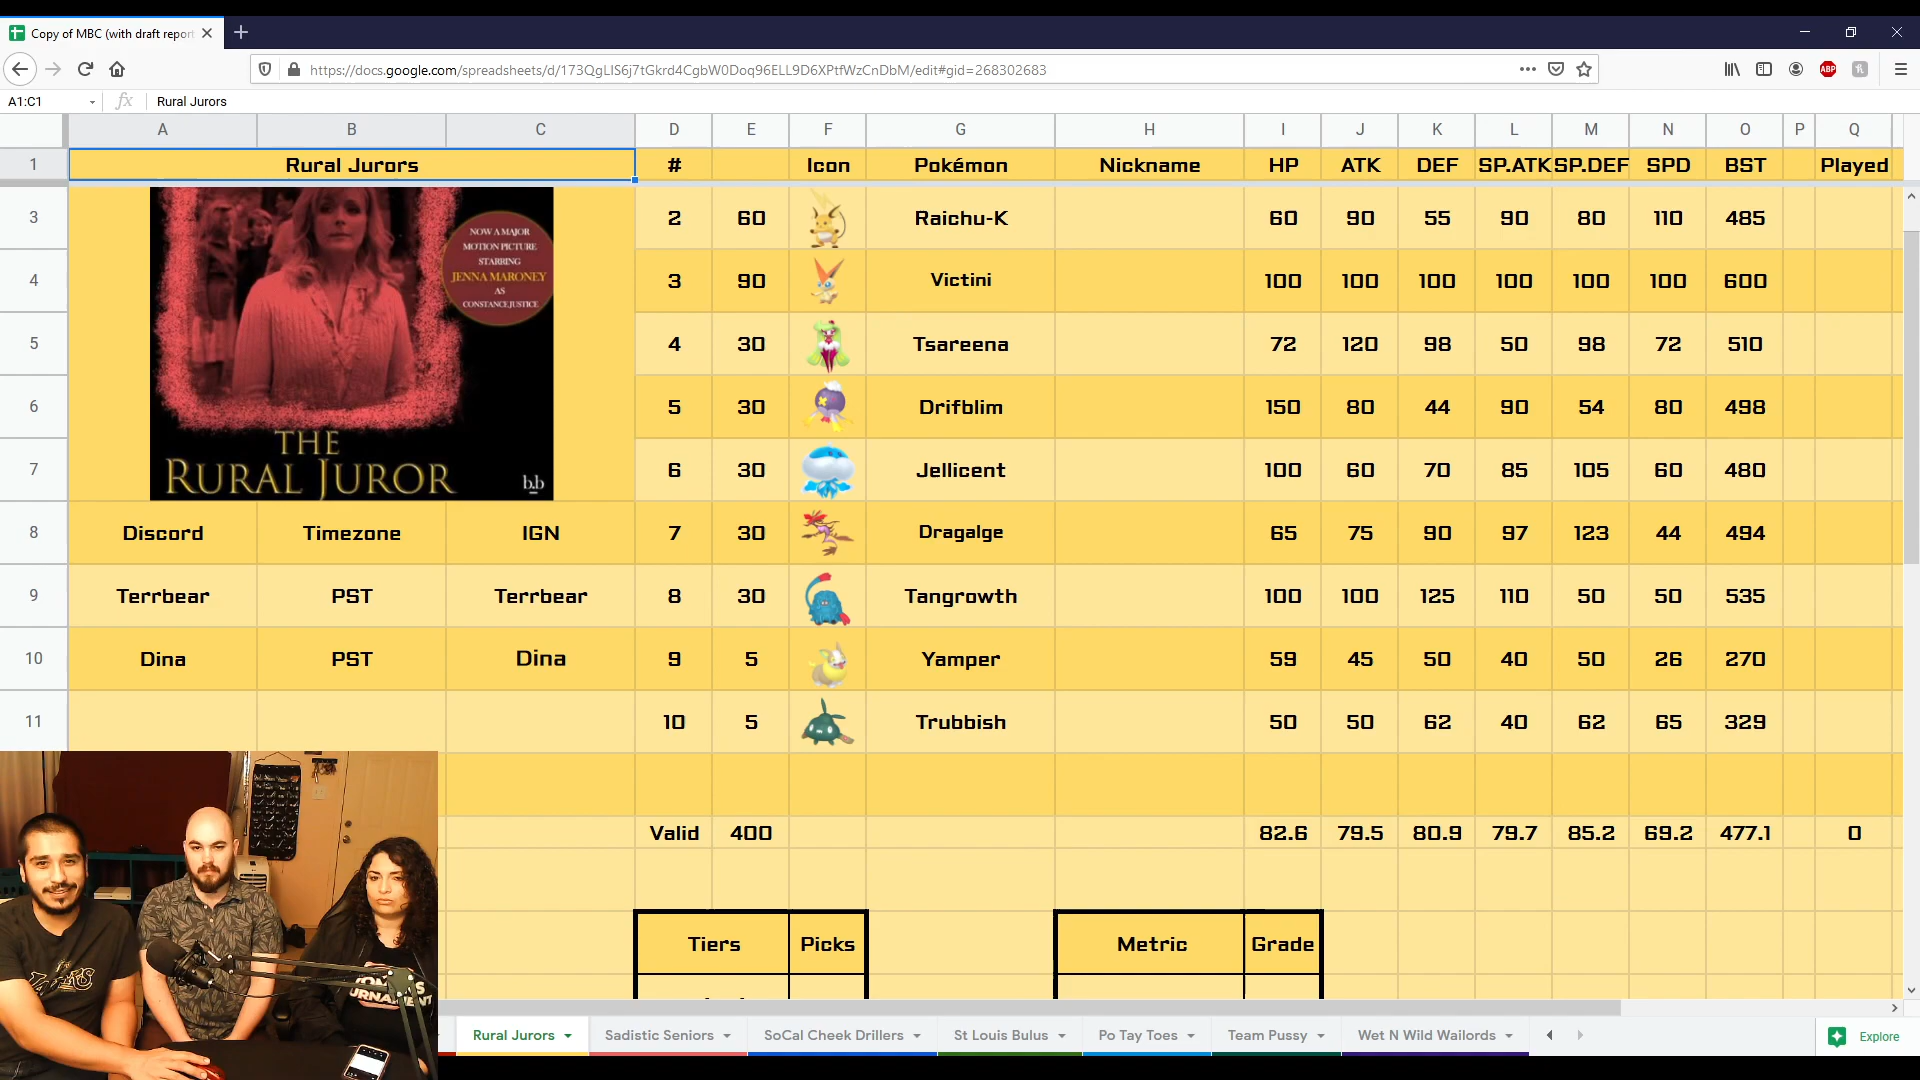 Copy of MBC (with draft report
https://docs.google.com/spreadsheets/d/173QgLIS6j7tGkrd4CgbW0Doq96ELL9D6XPtfWzCnDbM/edit#gid=268302683
ABP
A1:C1 fx Rural Jurors
A B C D E F G H I J K L M N O P Q
1 Rural Jurors # Icon Pokémon Nickname HP ATK DEF SP.ATK SP.DEF SPD BST Played
3 2 60 Raichu-K 60 90 55 90 80 110 485
NOW A MAJOR
MOTION PICTURE
STARRING
JENNA MARONEY
AS
CONSTANCE JUSTICE
4 3 90 Victini 100 100 100 100 100 100 600
5 4 30 Tsareena 72 120 98 50 98 72 510
6 5 30 Drifblim 150 80 44 90 54 80 498
THE
RURAL JUROR
b.b
7 6 30 Jellicent 100 60 70 85 105 60 480
8 Discord Timezone IGN 7 30 Dragalge 65 75 90 97 123 44 494
9 Terrbear PST Terrbear 8 30 Tangrowth 100 100 125 110 50 50 535
10 Dina PST Dina 9 5 Yamper 59 45 50 40 50 26 270
11 10 5 Trubbish 50 50 62 40 62 65 329
Valid 400 82.6 79.5 80.9 79.7 85.2 69.2 477.1 0
Tiers Picks Metric Grade
Rural Jurors Sadistic Seniors SoCal Cheek Drillers St Louis Bulus Po Tay Toes Team Pussy Wet N Wild Wailords Explore